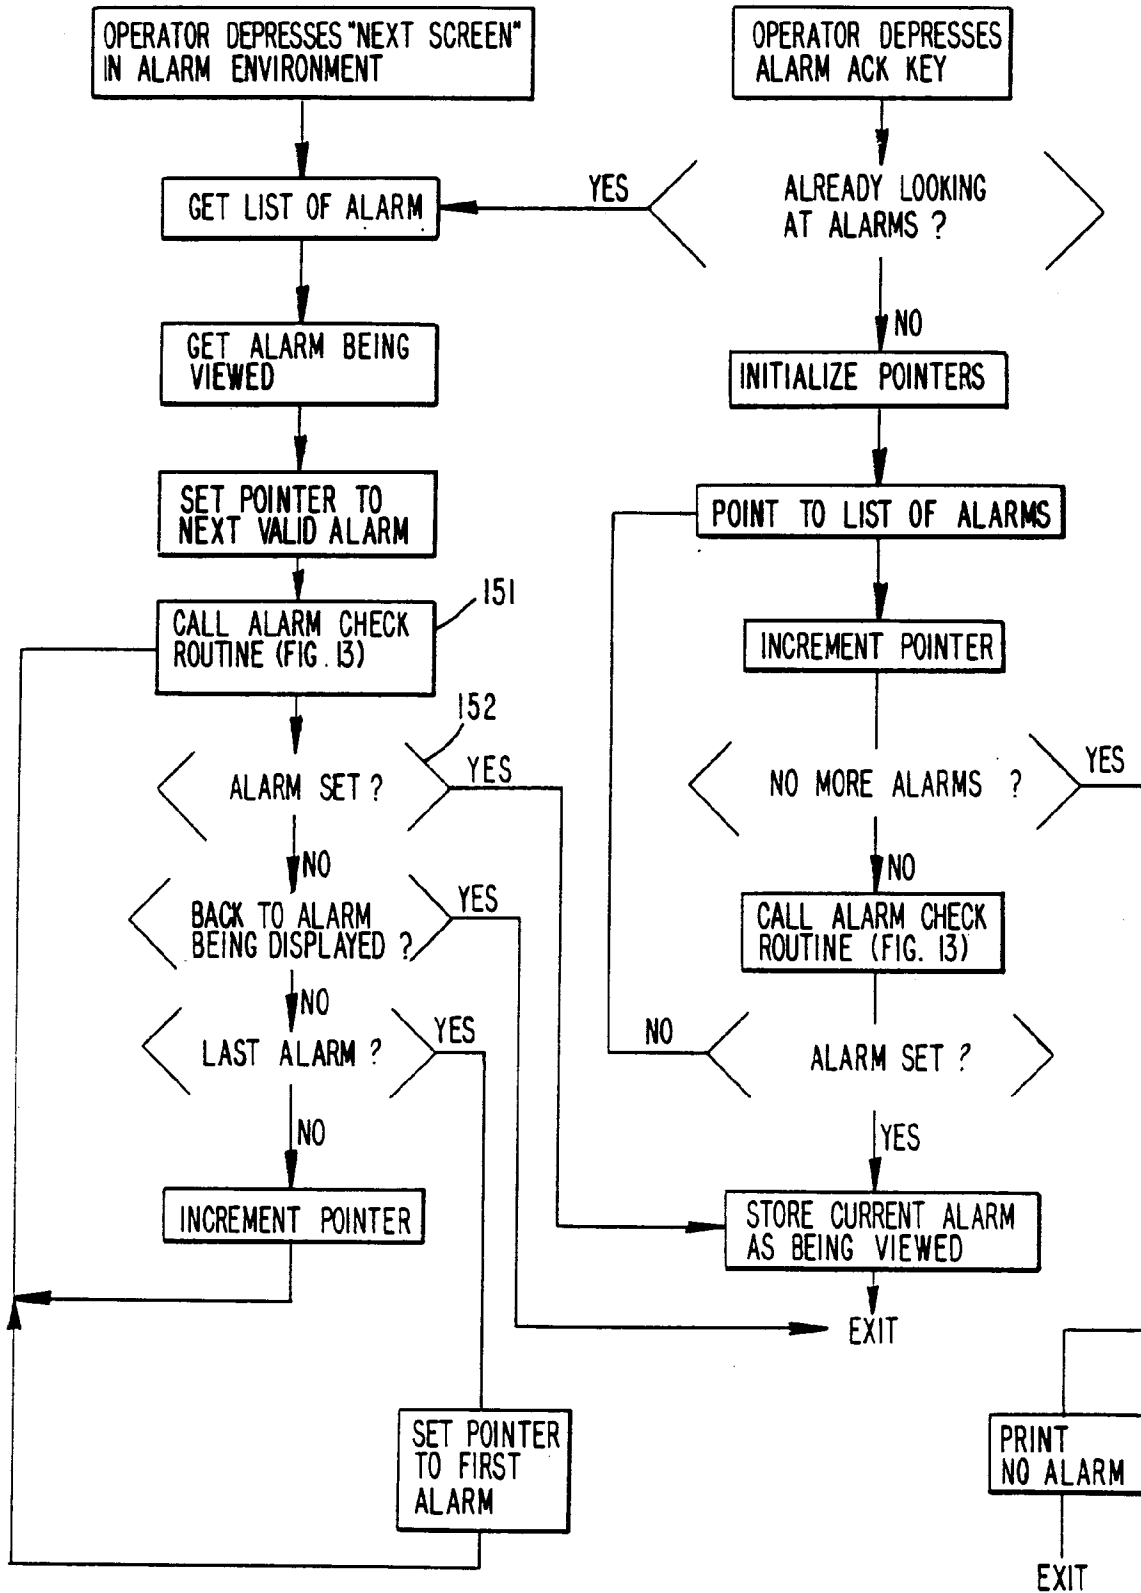 OPERATOR DEPRESSES "NEXT SCREEN"
IN ALARM ENVIRONMENT
OPERATOR DEPRESSES
ALARM ACK KEY
GET LIST OF ALARM
YES
ALREADY LOOKING
AT ALARMS ?
NO
GET ALARM BEING
VIEWED
INITIALIZE POINTERS
SET POINTER TO
NEXT VALID ALARM
POINT TO LIST OF ALARMS
151
CALL ALARM CHECK
ROUTINE (FIG. 13)
INCREMENT POINTER
152
ALARM SET ?
YES
NO MORE ALARMS ?
YES
NO
NO
BACK TO ALARM
BEING DISPLAYED ?
YES
CALL ALARM CHECK
ROUTINE (FIG. 13)
NO
LAST ALARM ?
YES
NO
ALARM SET ?
NO
YES
INCREMENT POINTER
STORE CURRENT ALARM
AS BEING VIEWED
EXIT
SET POINTER
TO FIRST
ALARM
PRINT
NO ALARM
EXIT